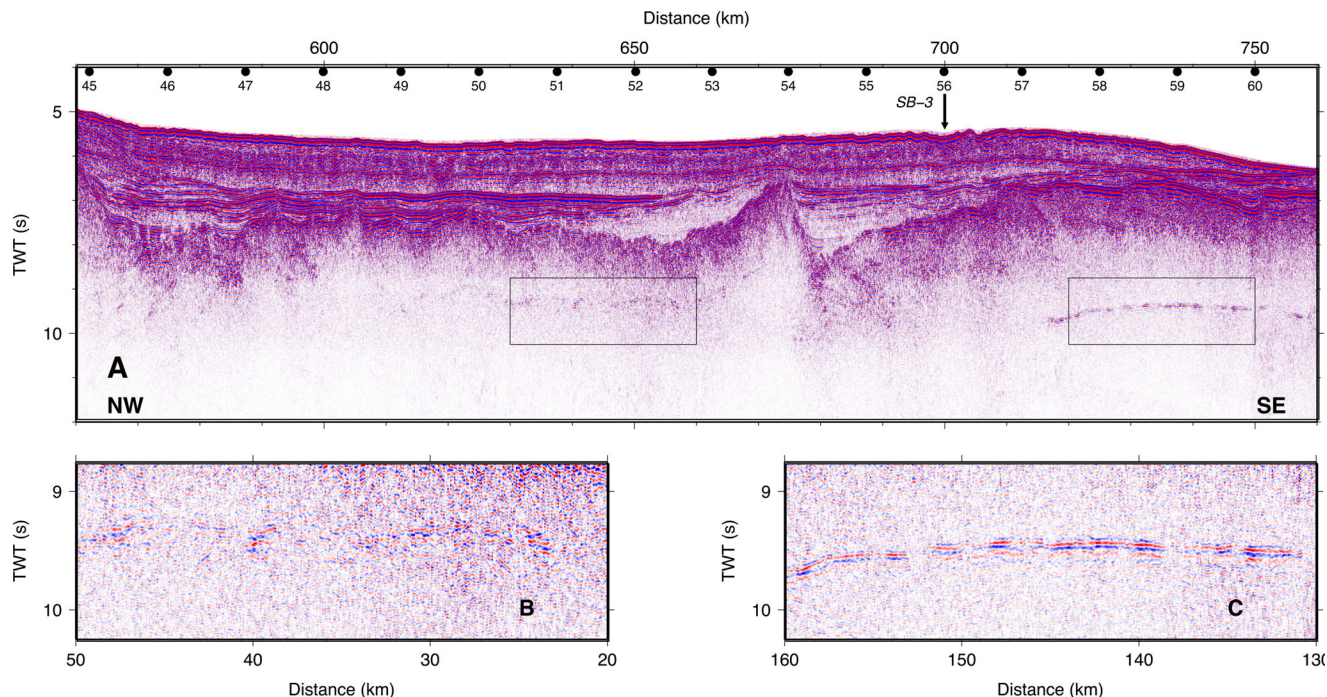 Distance (km)
600 650 700 750
45 46 47 48 49 50 51 52 53 54 55 56 57 58 59 60
SB–3
5
TWT (s)
10
A
NW SE
9 9
TWT (s) TWT (s)
10 B 10 C
50 40 30 20 160 150 140 130
Distance (km) Distance (km)